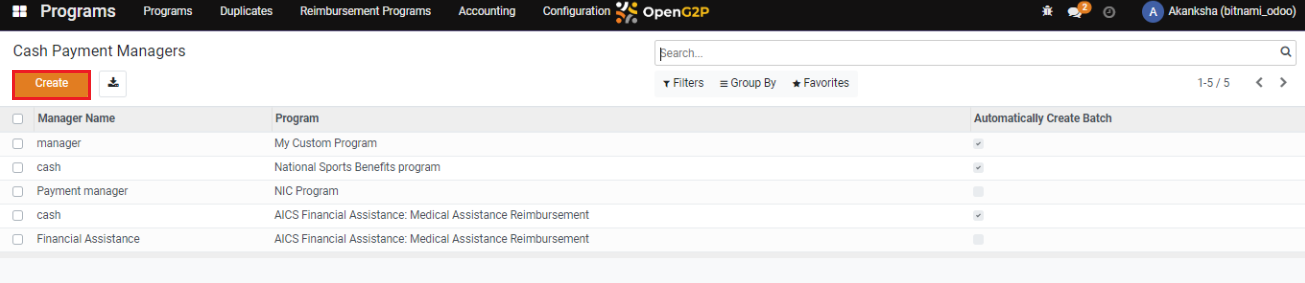 Programs Programs Duplicates Reimbursement Programs Accounting Configuration OpenG2P 2 A Akanksha (bitnami_odoo)
Cash Payment Managers Search...
Create Filters Group By Favorites 1-5 / 5
Manager Name Program Automatically Create Batch
manager My Custom Program
cash National Sports Benefits program
Payment manager NIC Program
cash AICS Financial Assistance: Medical Assistance Reimbursement
Financial Assistance AICS Financial Assistance: Medical Assistance Reimbursement